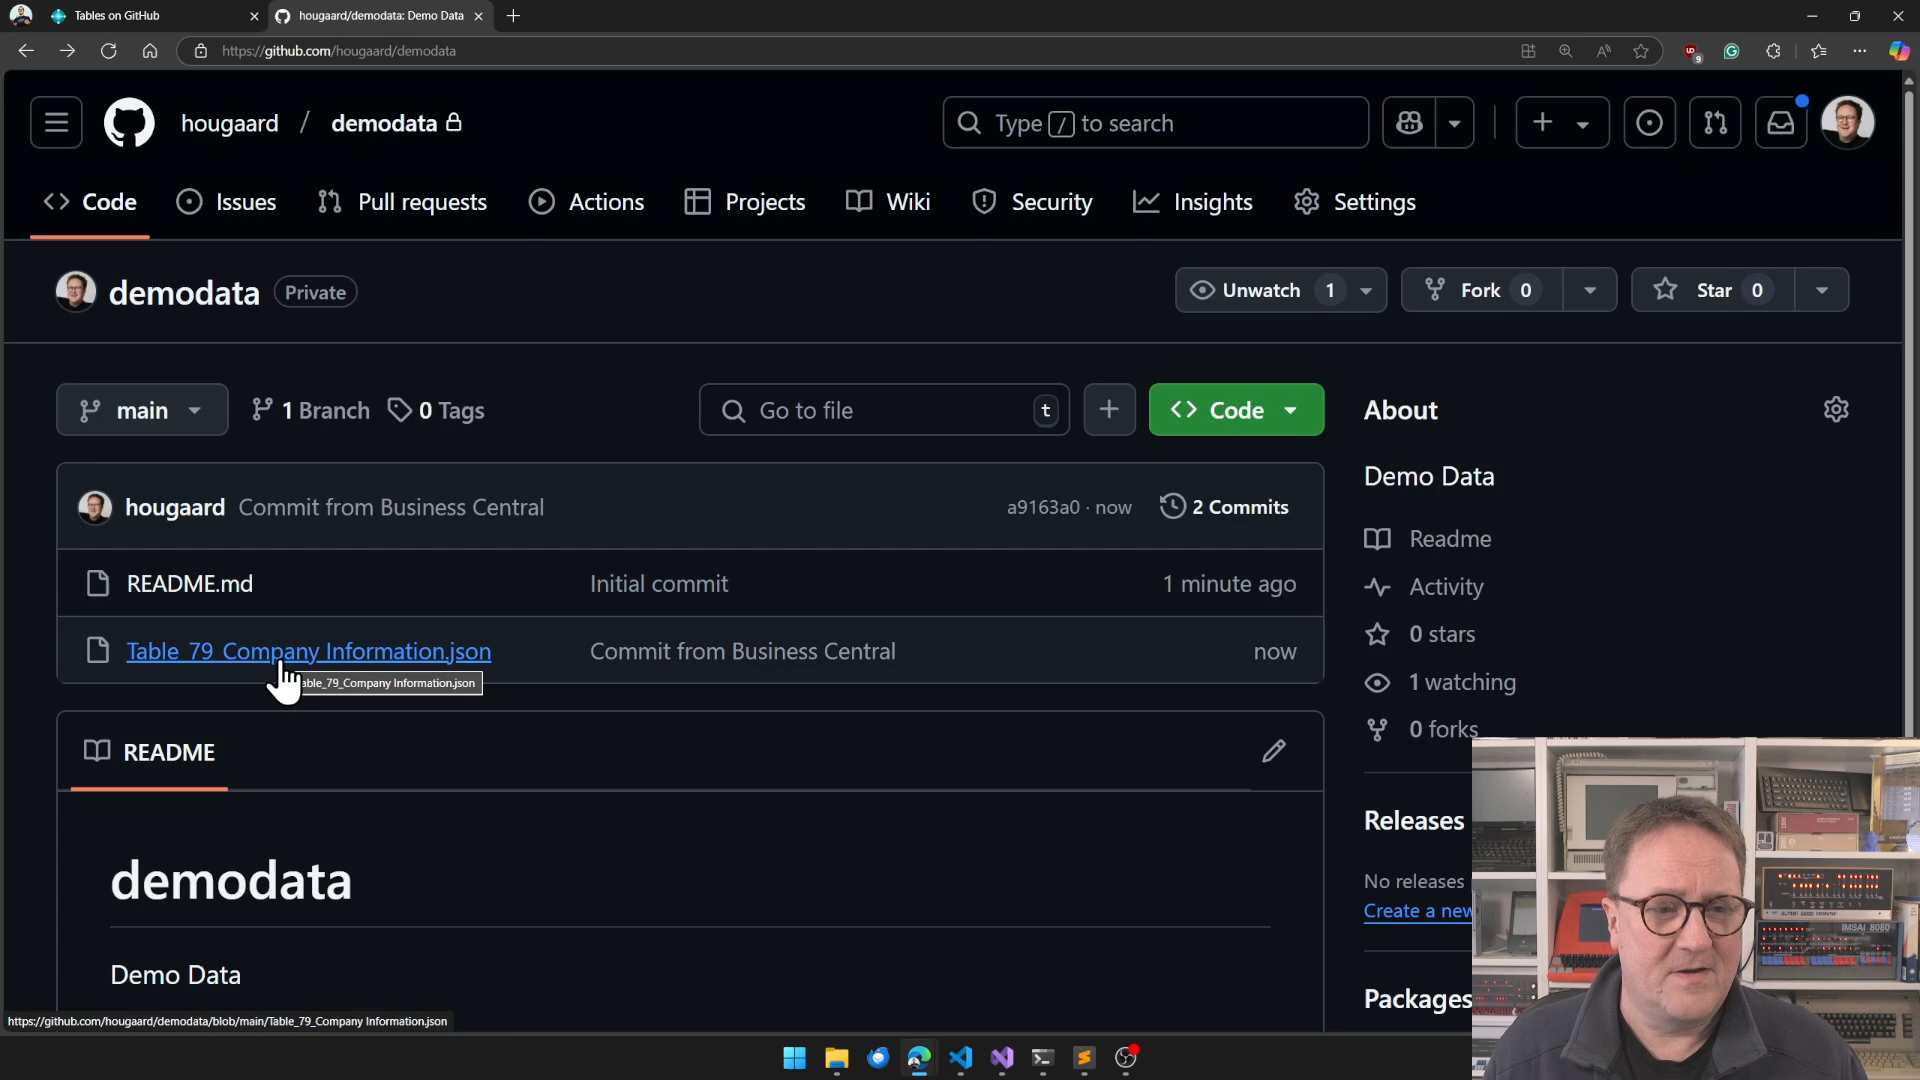 Tables on GitHub
hougaard/demodata: Demo Data
https://github.com/hougaard/demodata
9
hougaard / demodata
Type / to search
Code
Issues
Pull requests
Actions
Projects
Wiki
Security
Insights
Settings
demodata
Private
Unwatch 1
Fork 0
Star 0
main
1 Branch
0 Tags
Go to file
t
Code
About
Demo Data
hougaard Commit from Business Central
a9163a0 · now
2 Commits
README.md
Initial commit
1 minute ago
Table_79_Company Information.json
Commit from Business Central
now
able_79_Company Information.json
Readme
Activity
0 stars
1 watching
0 forks
README
demodata
Demo Data
Releases
No releases
Create a new
Packages
IMSAI 8080
https://github.com/hougaard/demodata/blob/main/Table_79_Company Information.json